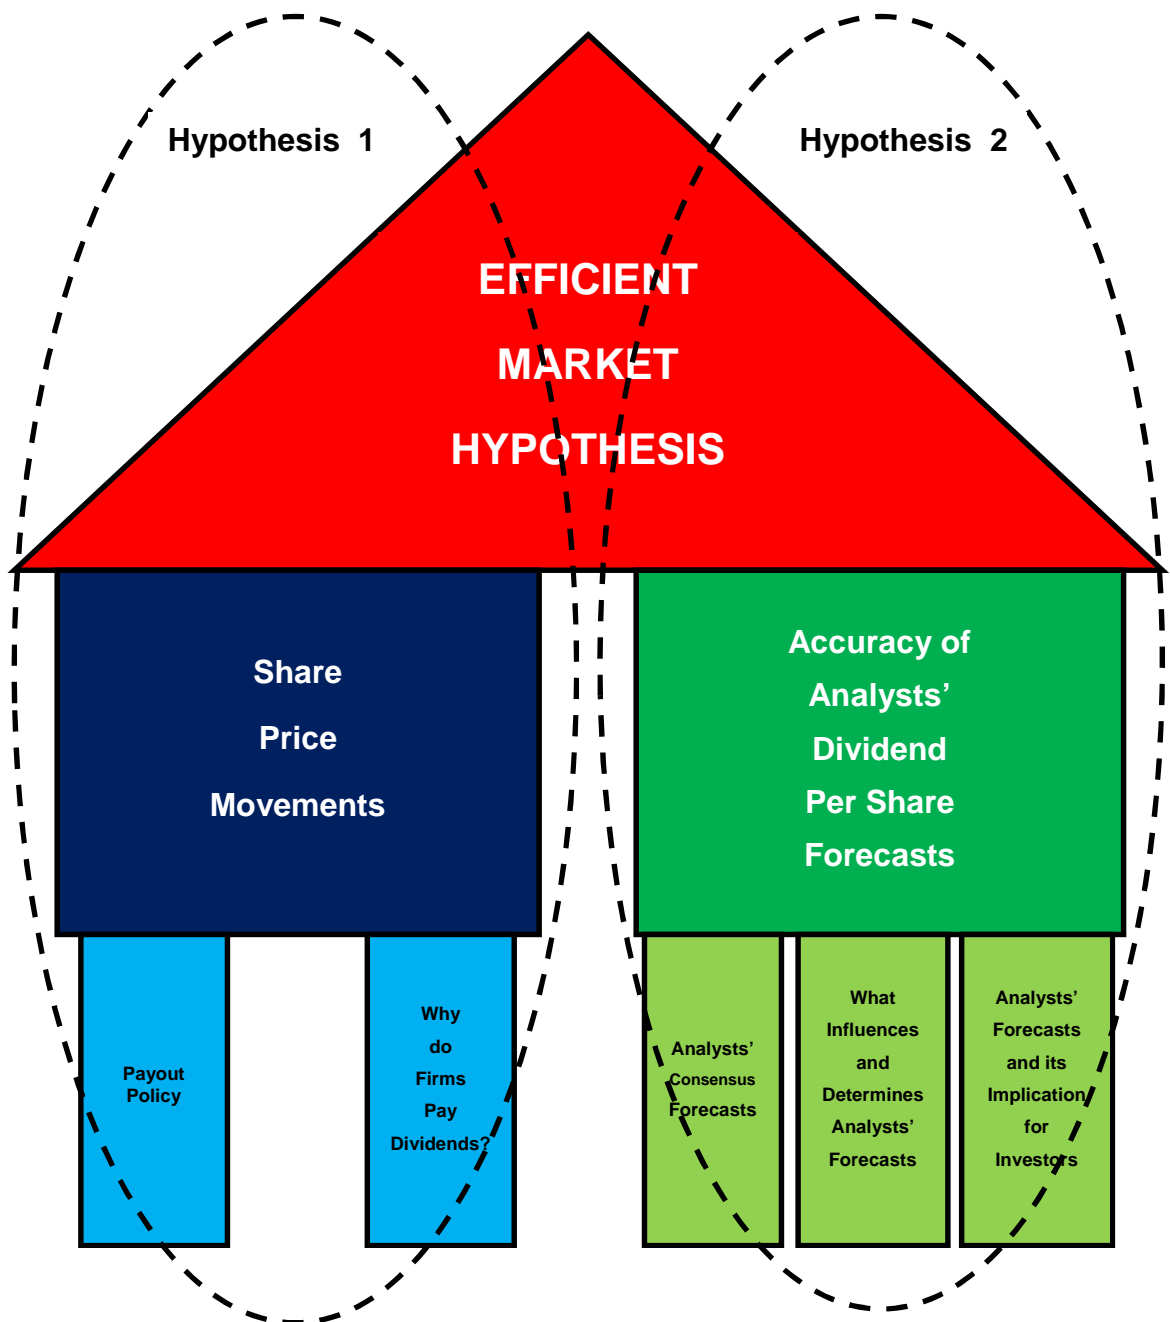 Hypothesis 1
Hypothesis 2
EFFICIENT
MARKET
HYPOTHESIS
Share
Price
Movements
Accuracy of
Analysts’
Dividend
Per Share
Forecasts
Payout
Policy
Why
do
Firms
Pay
Dividends?
Analysts’
Consensus
Forecasts
What
Influences
and
Determines
Analysts’
Forecasts
Analysts’
Forecasts
and its
Implication
for
Investors